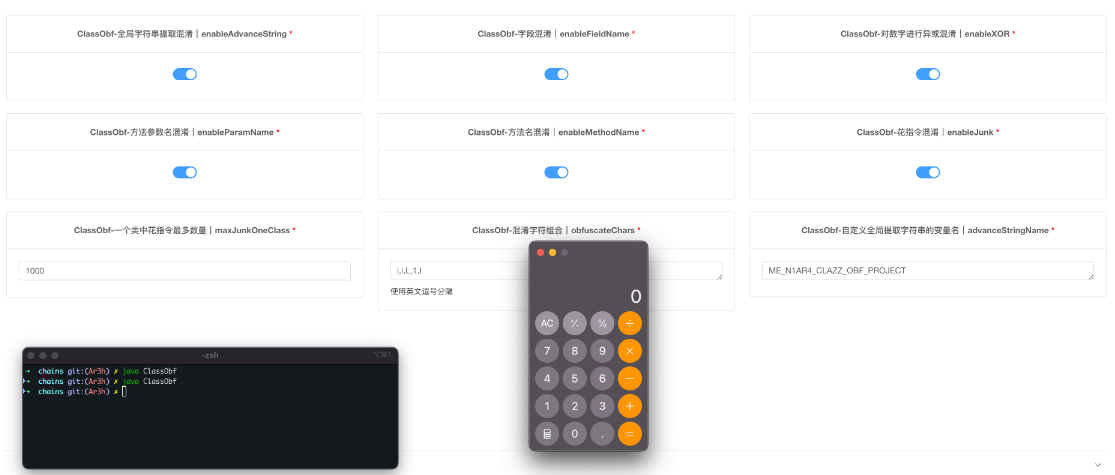 ClassObf-全局字符串提取混淆｜enableAdvanceString *
ClassObf-字段混淆｜enableFieldName *
ClassObf-对数字进行异或混淆｜enableXOR *
ClassObf-方法参数名混淆｜enableParamName *
ClassObf-方法名混淆｜enableMethodName *
ClassObf-花指令混淆｜enableJunk *
ClassObf-一个类中花指令最多数量｜maxJunkOneClass *
ClassObf-混淆字符组合｜obfuscateChars *
ClassObf-自定义全局提取字符串的变量名｜advanceStringName *
1000
ME_N1AR4_CLAZZ_OBF_PROJECT
使用英文逗号分隔
0
AC +⁄- % ÷
7 8 9 ×
4 5 6 −
1 2 3 +
0 . =
-zsh
⌥⌘1
➜ chains git:(Ar3h) ✗ java ClassObf
➜ chains git:(Ar3h) ✗ java ClassObf
➜ chains git:(Ar3h) ✗